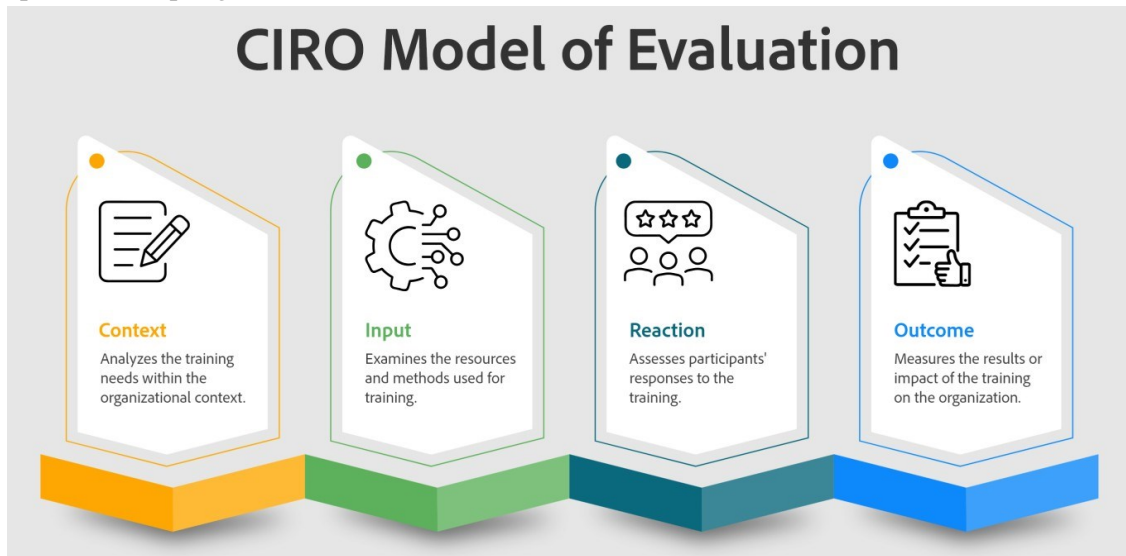 CIRO Model of Evaluation
Context
Analyzes the training
needs within the
organizational context.
Input
Examines the resources
and methods used for
training.
Reaction
Assesses participants'
responses to the
training.
Outcome
Measures the results or
impact of the training
on the organization.